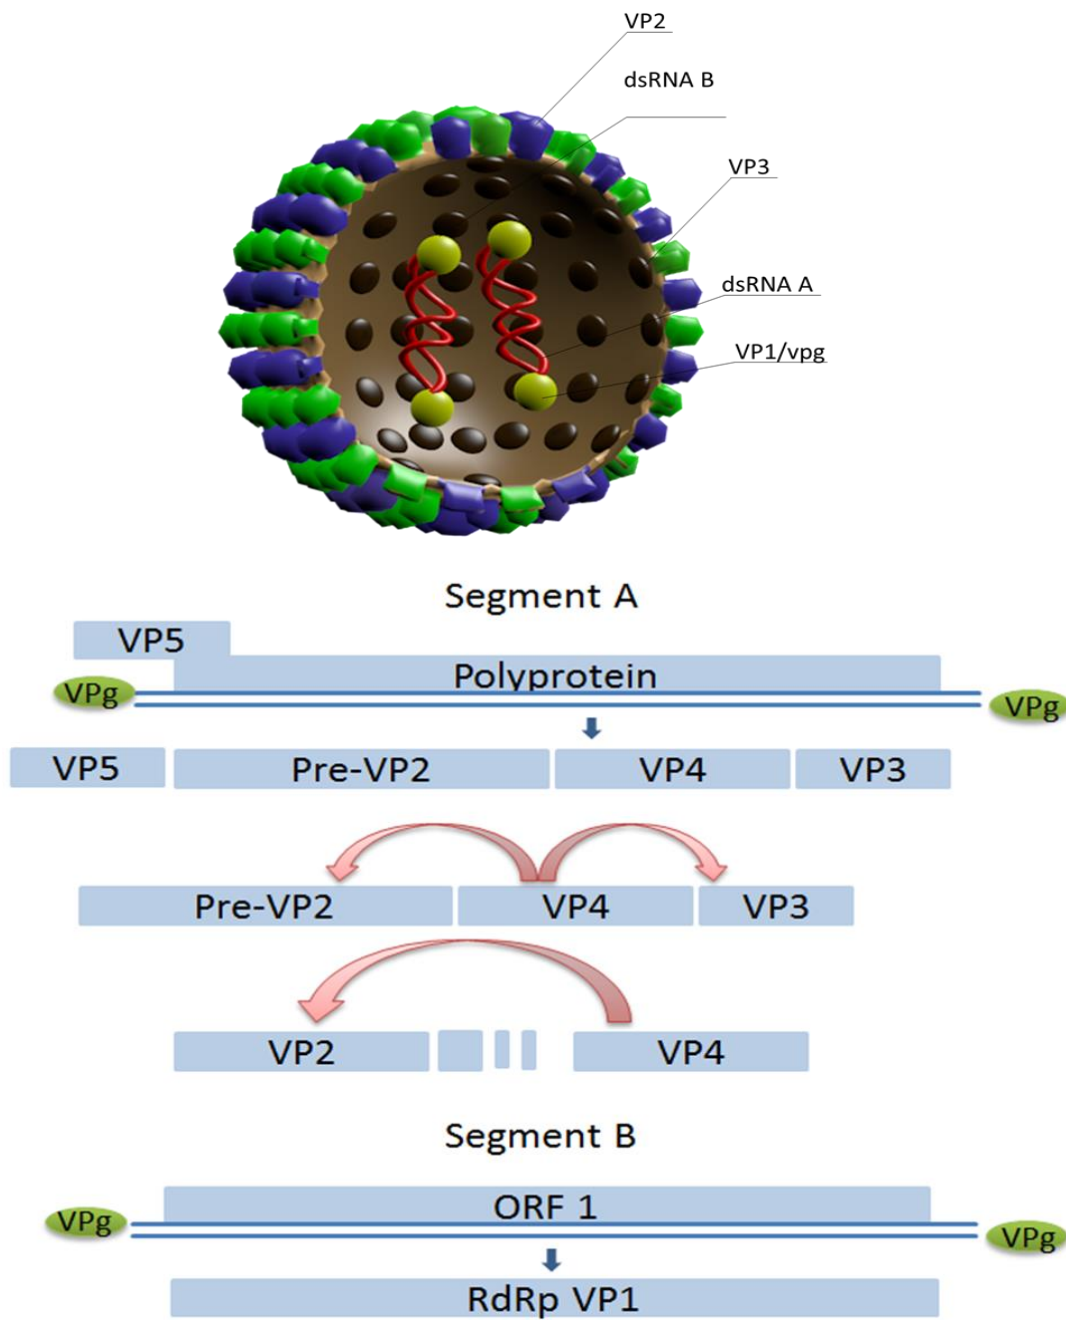 VP2
dsRNA B
VP3
dsRNA A
VP1/vpg
Segment A
VP5
Polyprotein
VPg
VPg
VP5 Pre-VP2 VP4 VP3
Pre-VP2 VP4 VP3
VP2 VP4
Segment B
ORF 1
VPg
VPg
RdRp VP1